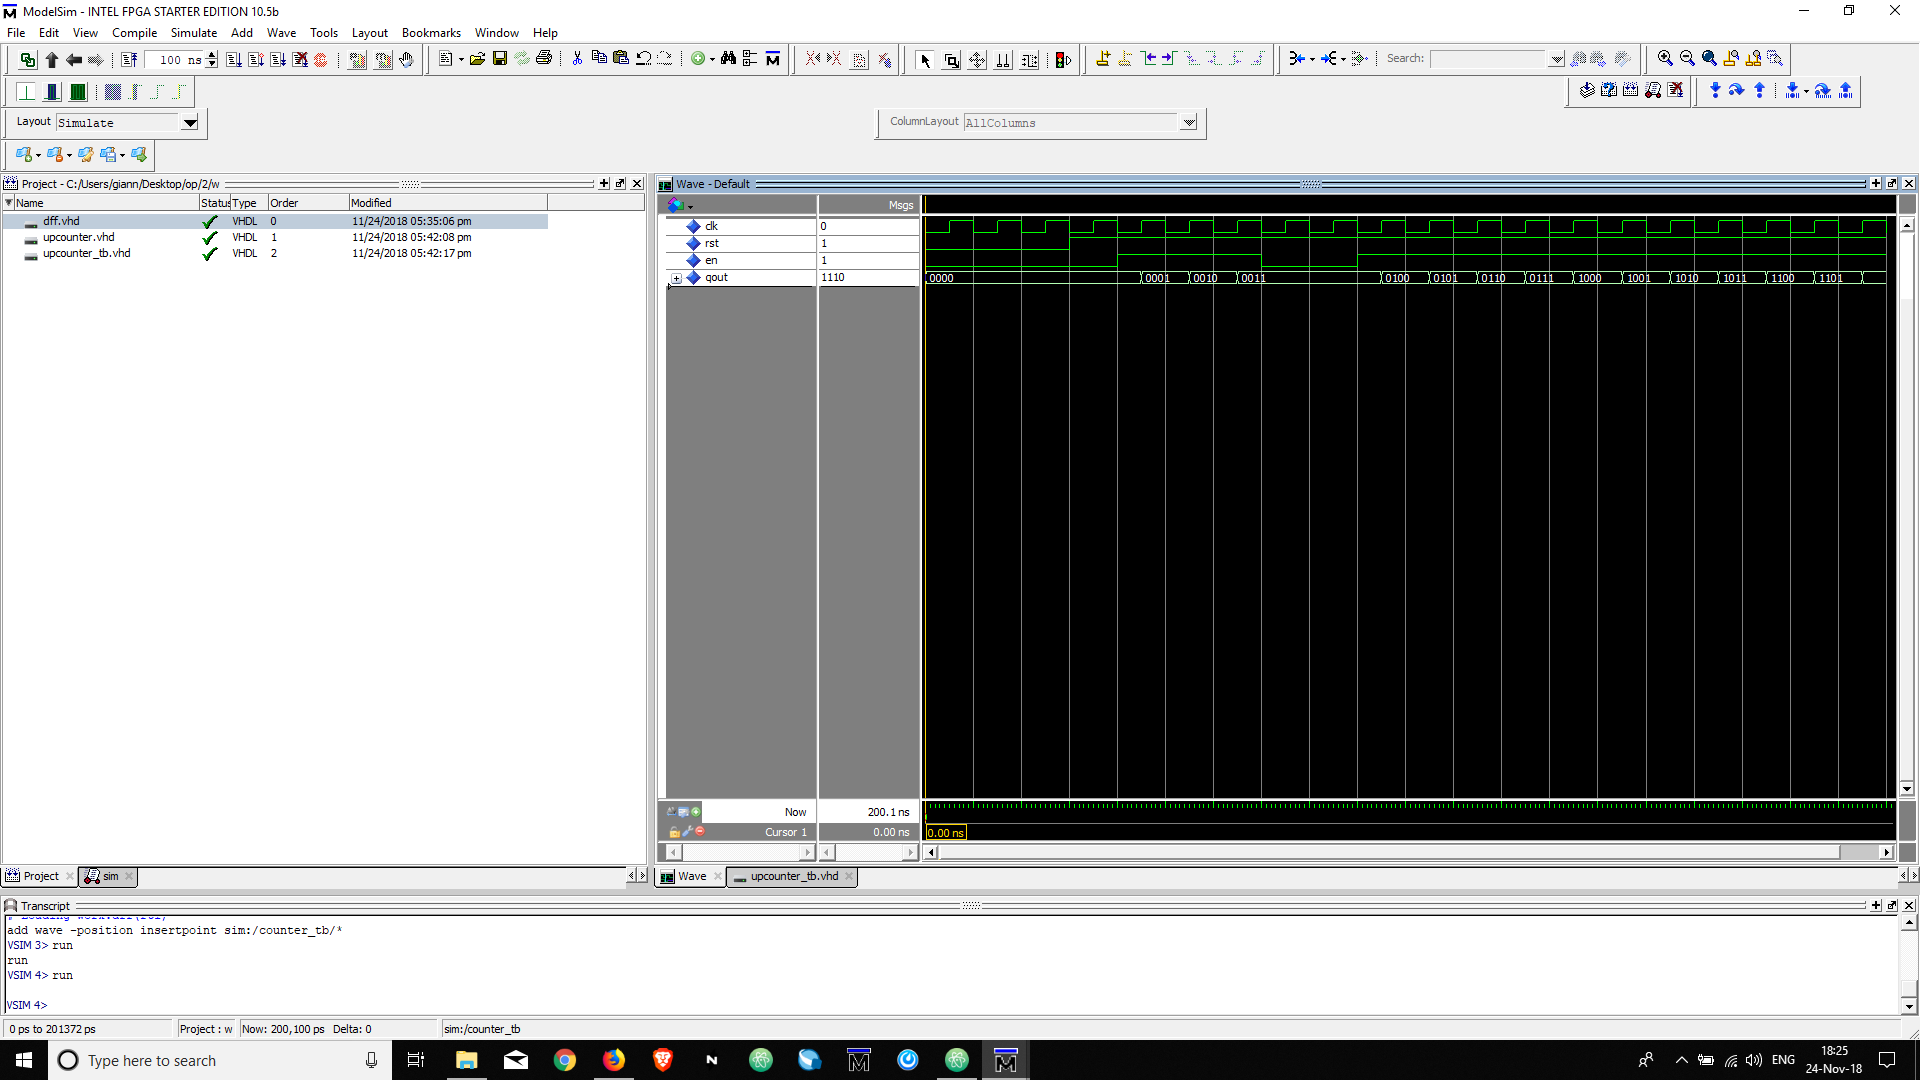 ModelSim - INTEL FPGA STARTER EDITION 10.5b
File Edit View Compile Simulate Add Wave Tools Layout Bookmarks Window Help
100 ns
Search:
Layout Simulate
ColumnLayout AllColumns
Project - C:/Users/giann/Desktop/op/2/w
Name Status Type Order Modified
dff.vhd VHDL 0 11/24/2018 05:35:06 pm
upcounter.vhd VHDL 1 11/24/2018 05:42:08 pm
upcounter_tb.vhd VHDL 2 11/24/2018 05:42:17 pm
Wave - Default
Msgs
clk 0
rst 1
en 1
qout 1110
0000 0001 0010 0011 0100 0101 0110 0111 1000 1001 1010 1011 1100 1101
Now 200.1 ns
Cursor 1 0.00 ns
0.00 ns
Project sim
Wave upcounter_tb.vhd
Transcript
add wave -position insertpoint sim:/counter_tb/*
VSIM 3> run
run
VSIM 4> run
VSIM 4>
0 ps to 201372 ps Project : w Now: 200,100 ps Delta: 0 sim:/counter_tb
Type here to search
ENG
18:25
24-Nov-18